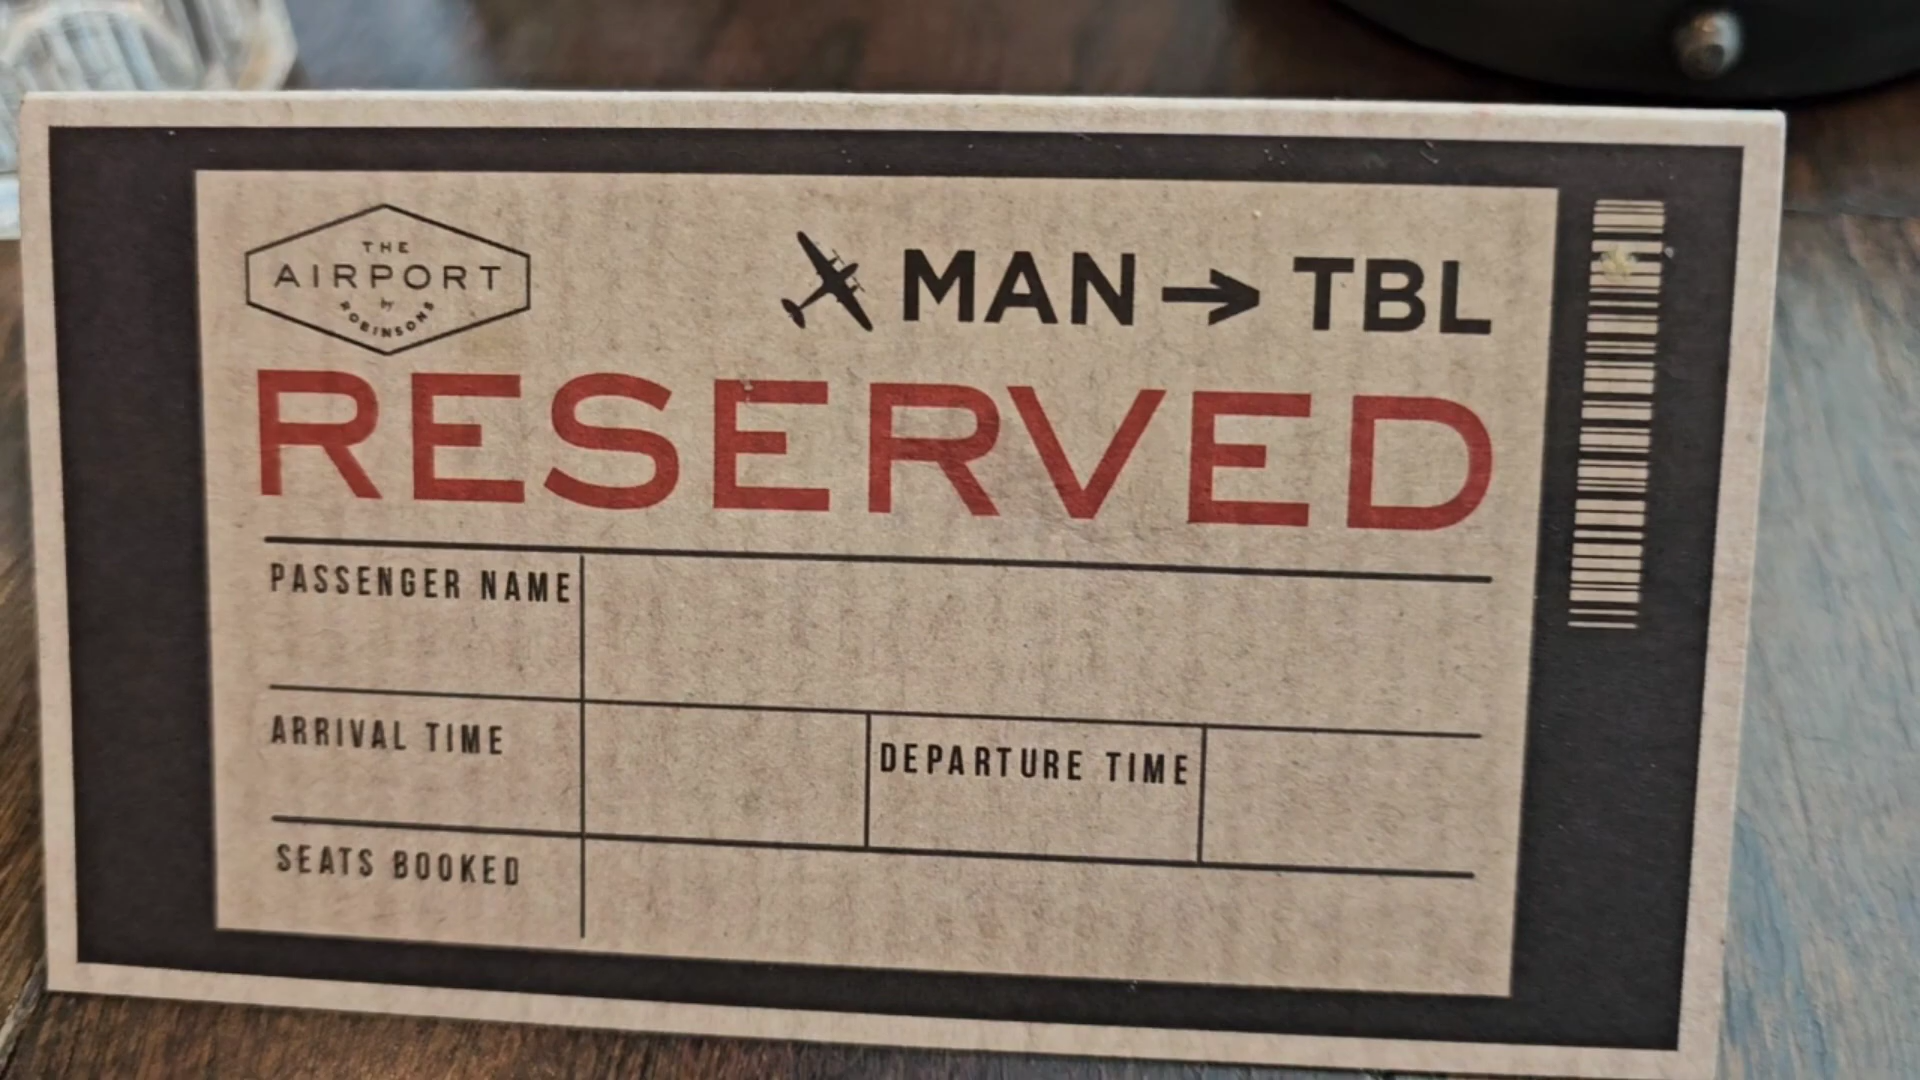 THE
AIRPORT
by
ROBINSONS
MAN → TBL
RESERVED
PASSENGER NAME
ARRIVAL TIME
DEPARTURE TIME
SEATS BOOKED